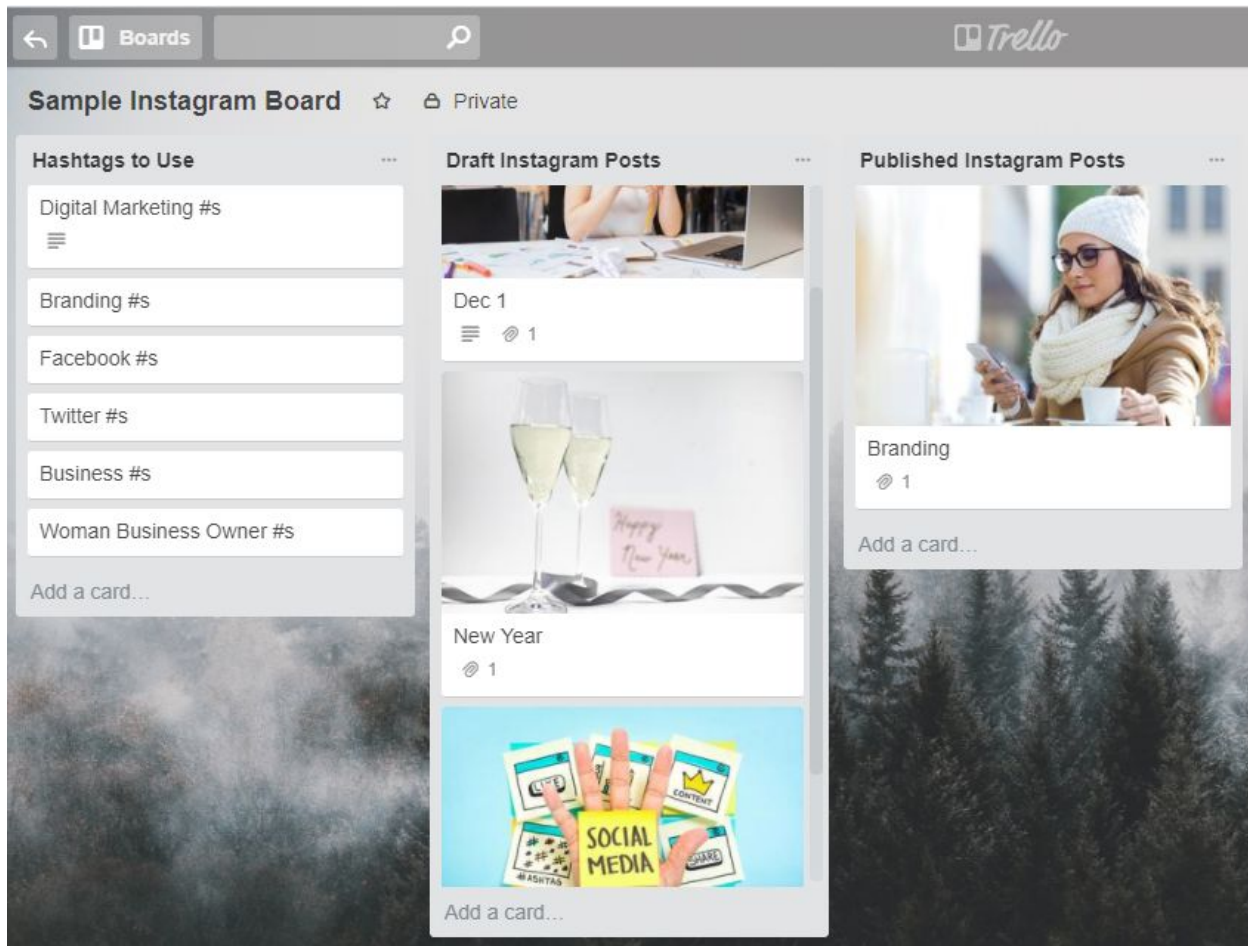 Boards
Trello
Sample Instagram Board
Private
Hashtags to Use
Digital Marketing #s
Branding #s
Facebook #s
Twitter #s
Business #s
Woman Business Owner #s
Add a card...
Draft Instagram Posts
Dec 1
1
Happy
New Year
New Year
1
LIKE
CONTENT
SOCIAL
MEDIA
#HASHTAG
SHARE
Add a card...
Published Instagram Posts
Branding
1
Add a card...